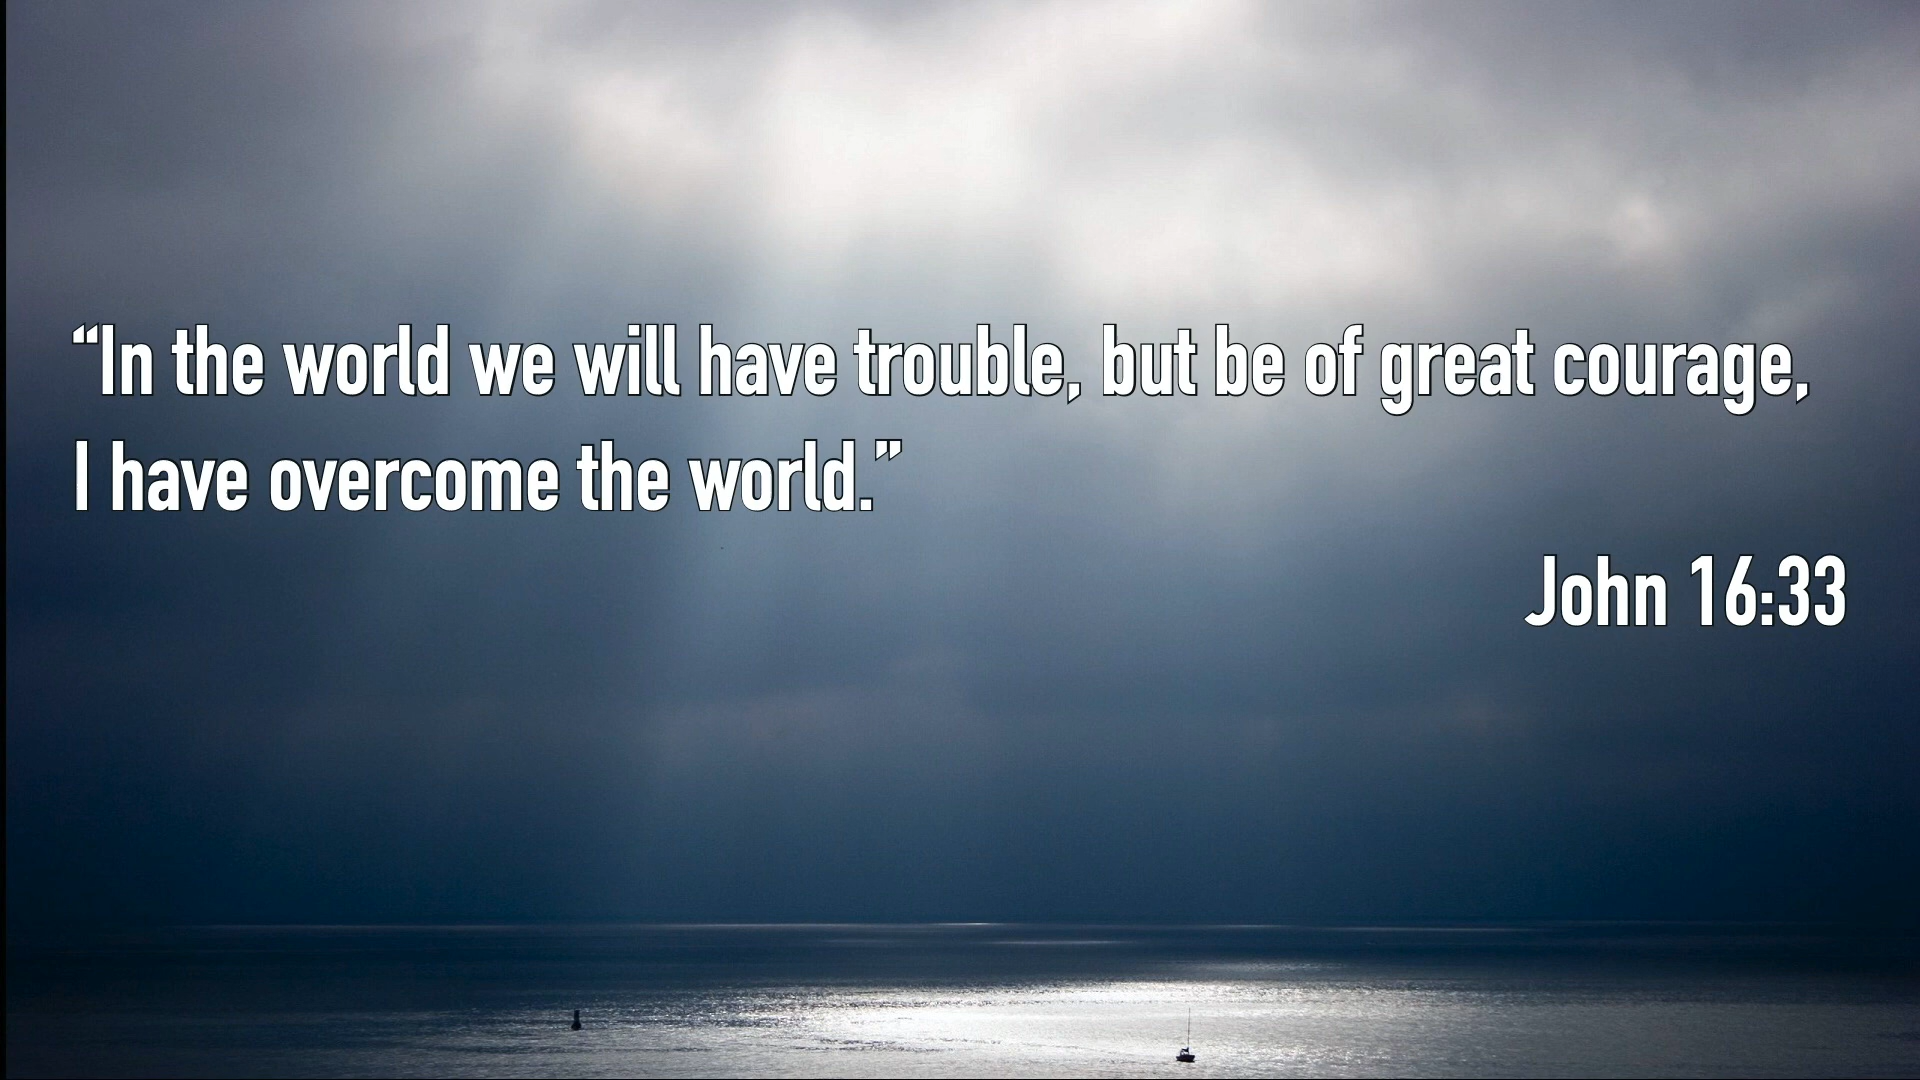 “In the world we will have trouble, but be of great courage,
I have overcome the world.”
John 16:33